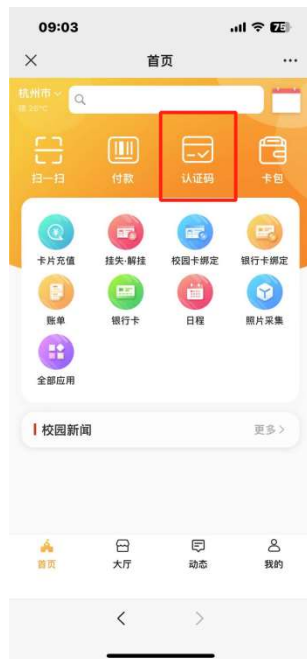 09:03
75
首页
杭州市
26°C
扫一扫
付款
认证码
卡包
卡片充值
挂失·解挂
校园卡绑定
银行卡绑定
账单
银行卡
日程
照片采集
全部应用
校园新闻
更多
首页
大厅
动态
我的